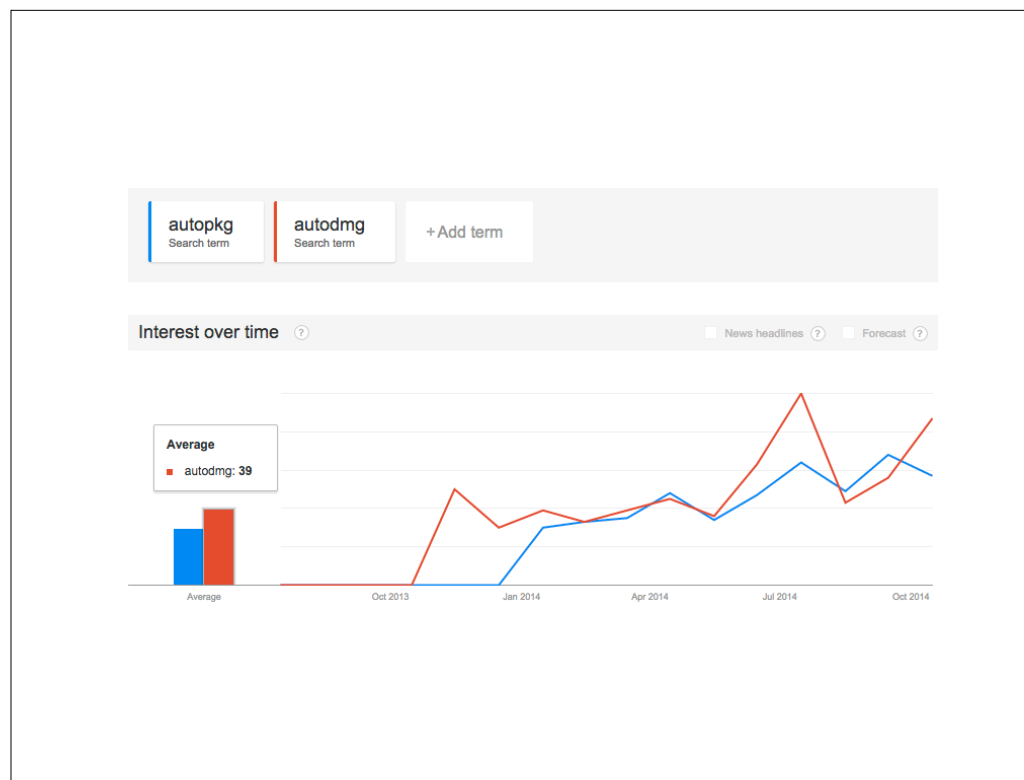 autopkg
Search term
autodmg
Search term
+Add term
Interest over time ?
News headlines ? Forecast ?
Average
autodmg: 39
Average Oct 2013 Jan 2014 Apr 2014 Jul 2014 Oct 2014